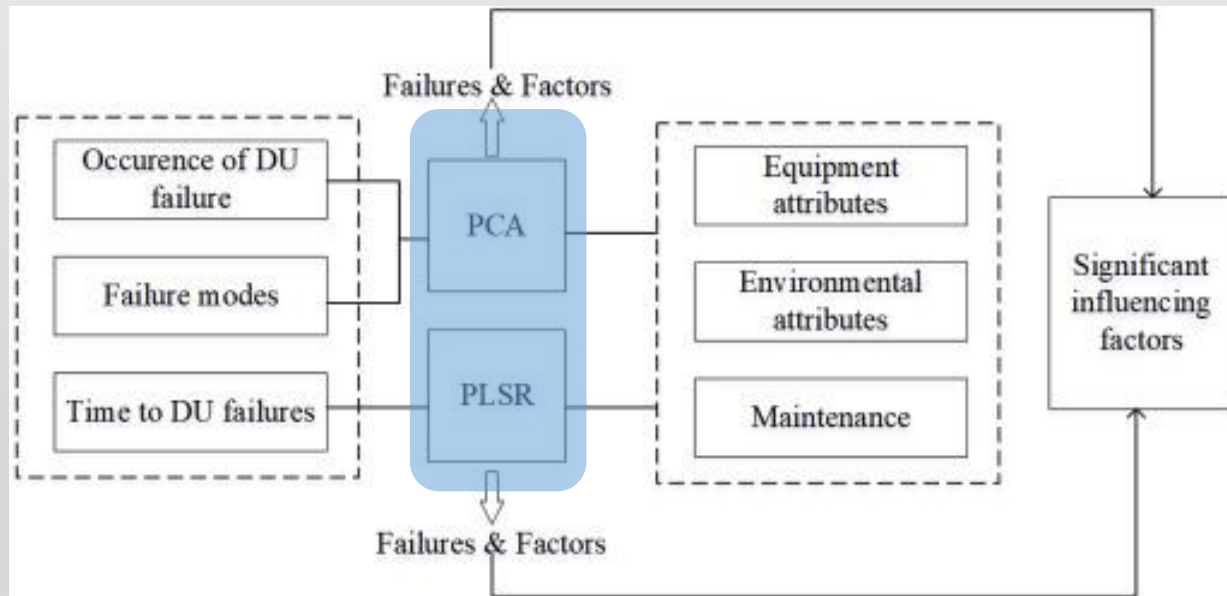 Failures & Factors
Occurence of DU
failure
Failure modes
Time to DU failures
PCA
PLSR
Equipment
attributes
Environmental
attributes
Maintenance
Significant
influencing
factors
Failures & Factors